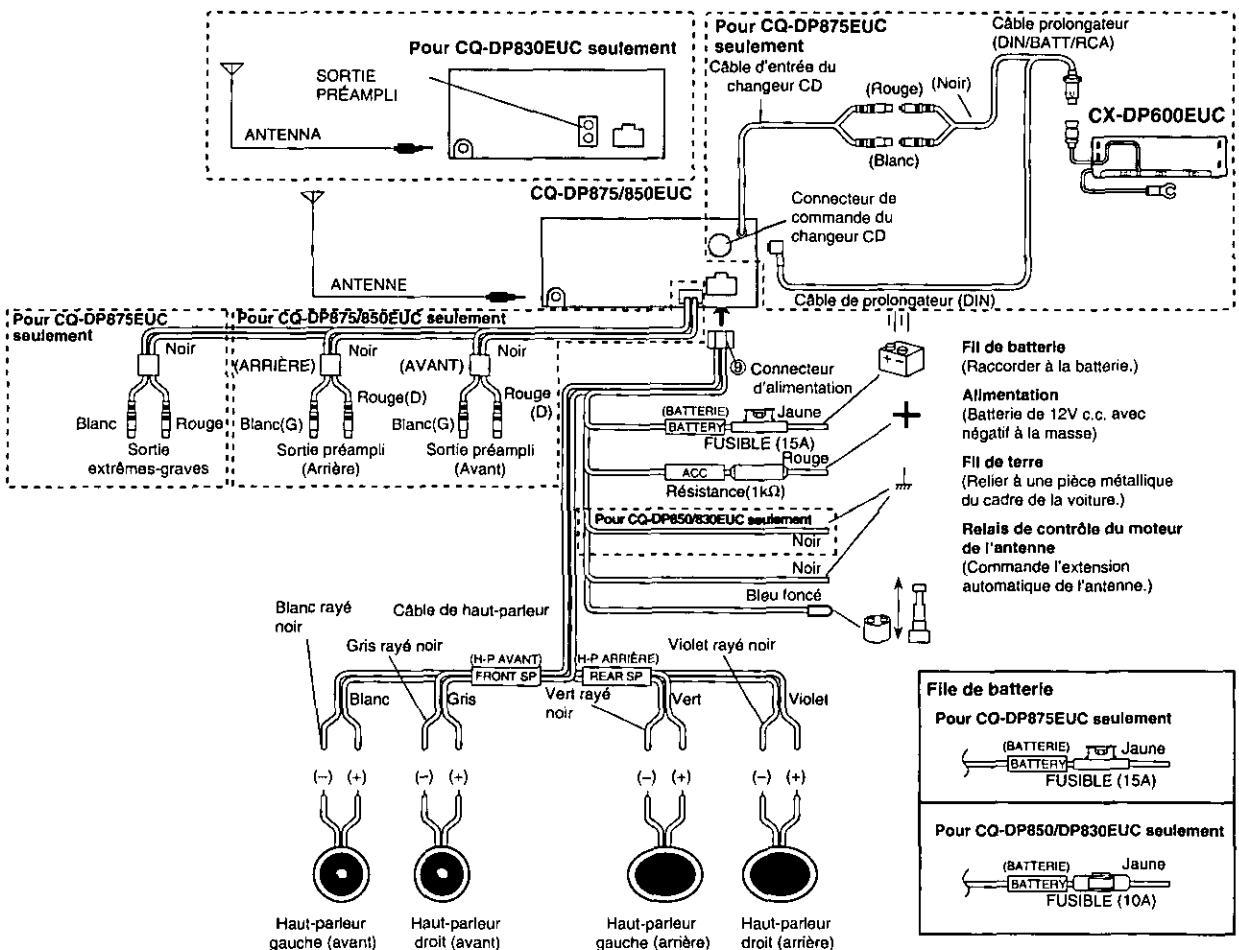 Pour CQ-DP830EUC seulement
SORTIE
PRÉAMPLI
ANTENNA
Pour CQ-DP875EUC
seulement
Câble d'entrée du
changeur CD
(Rouge)
(Noir)
(Blanc)
Câble prolongateur
(DIN/BATT/RCA)
CX-DP600EUC
Connecteur de
commande du
changeur CD
Câble de prolongateur (DIN)
CQ-DP875/850EUC
ANTENNE
Pour CQ-DP875EUC
seulement
Noir
Blanc
Rouge
Sortie
extrêmes-graves
Pour CQ-DP875/850EUC seulement
(ARRIÈRE)
Noir
Rouge(D)
Blanc(G)
Sortie préampli
(Arrière)
(AVANT)
Noir
Rouge
(D)
Blanc(G)
Sortie préampli
(Avant)
⑨
Connecteur
d'alimentation
(BATTERIE)
BATTERY
Jaune
FUSIBLE (15A)
Rouge
ACC
Résistance(1kΩ)
Pour CQ-DP850/830EUC seulement
Noir
Noir
Bleu foncé
Fil de batterie
(Raccorder à la batterie.)
Alimentation
(Batterie de 12V c.c. avec
négatif à la masse)
Fil de terre
(Relier à une pièce métallique
du cadre de la voiture.)
Relais de contrôle du moteur
de l'antenne
(Commande l'extension
automatique de l'antenne.)
Blanc rayé
noir
Câble de haut-parleur
Gris rayé noir
(H-P AVANT)
FRONT SP
(H-P ARRIÈRE)
REAR SP
Violet rayé noir
Blanc
Gris
Vert rayé
noir
Vert
Violet
(–) (+)
(–) (+)
(–) (+)
(–) (+)
Haut-parleur
gauche (avant)
Haut-parleur
droit (avant)
Haut-parleur
gauche (arrière)
Haut-parleur
droit (arrière)
File de batterie
Pour CQ-DP875EUC seulement
(BATTERIE)
BATTERY
Jaune
FUSIBLE (15A)
Pour CQ-DP850/DP830EUC seulement
(BATTERIE)
BATTERY
Jaune
FUSIBLE (10A)